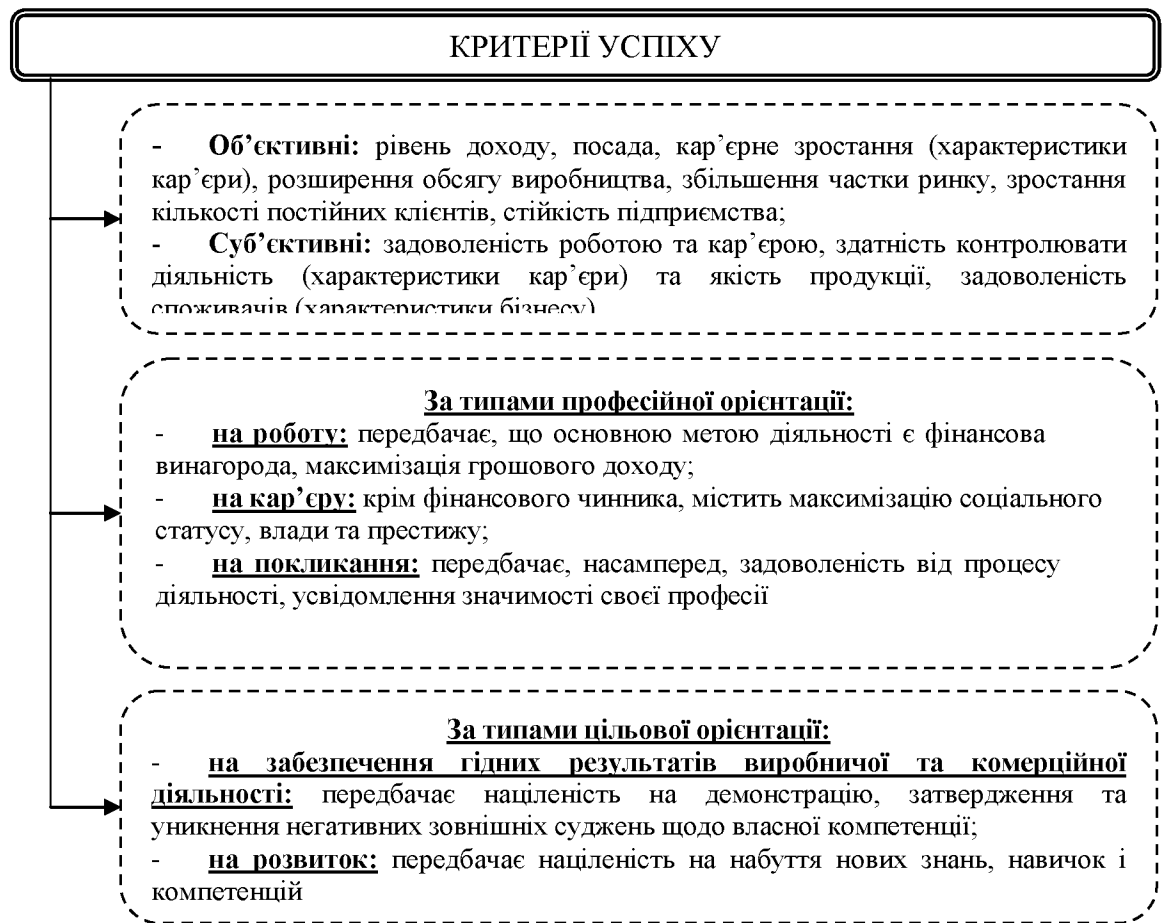 КРИТЕРІЇ УСПІХУ
- Об’єктивні: рівень доходу, посада, кар’єрне зростання (характеристики
кар’єри), розширення обсягу виробництва, збільшення частки ринку, зростання
кількості постійних клієнтів, стійкість підприємства;
- Суб’єктивні: задоволеність роботою та кар’єрою, здатність контролювати
діяльність (характеристики кар’єри) та якість продукції, задоволеність
споживачів (характеристики бізнесу)
За типами професійної орієнтації:
- на роботу: передбачає, що основною метою діяльності є фінансова
винагорода, максимізація грошового доходу;
- на кар’єру: крім фінансового чинника, містить максимізацію соціального
статусу, влади та престижу;
- на покликання: передбачає, насамперед, задоволеність від процесу
діяльності, усвідомлення значимості своєї професії
За типами цільової орієнтації:
- на забезпечення гідних результатів виробничої та комерційної
діяльності: передбачає націленість на демонстрацію, затвердження та
уникнення негативних зовнішніх суджень щодо власної компетенції;
- на розвиток: передбачає націленість на набуття нових знань, навичок і
компетенцій